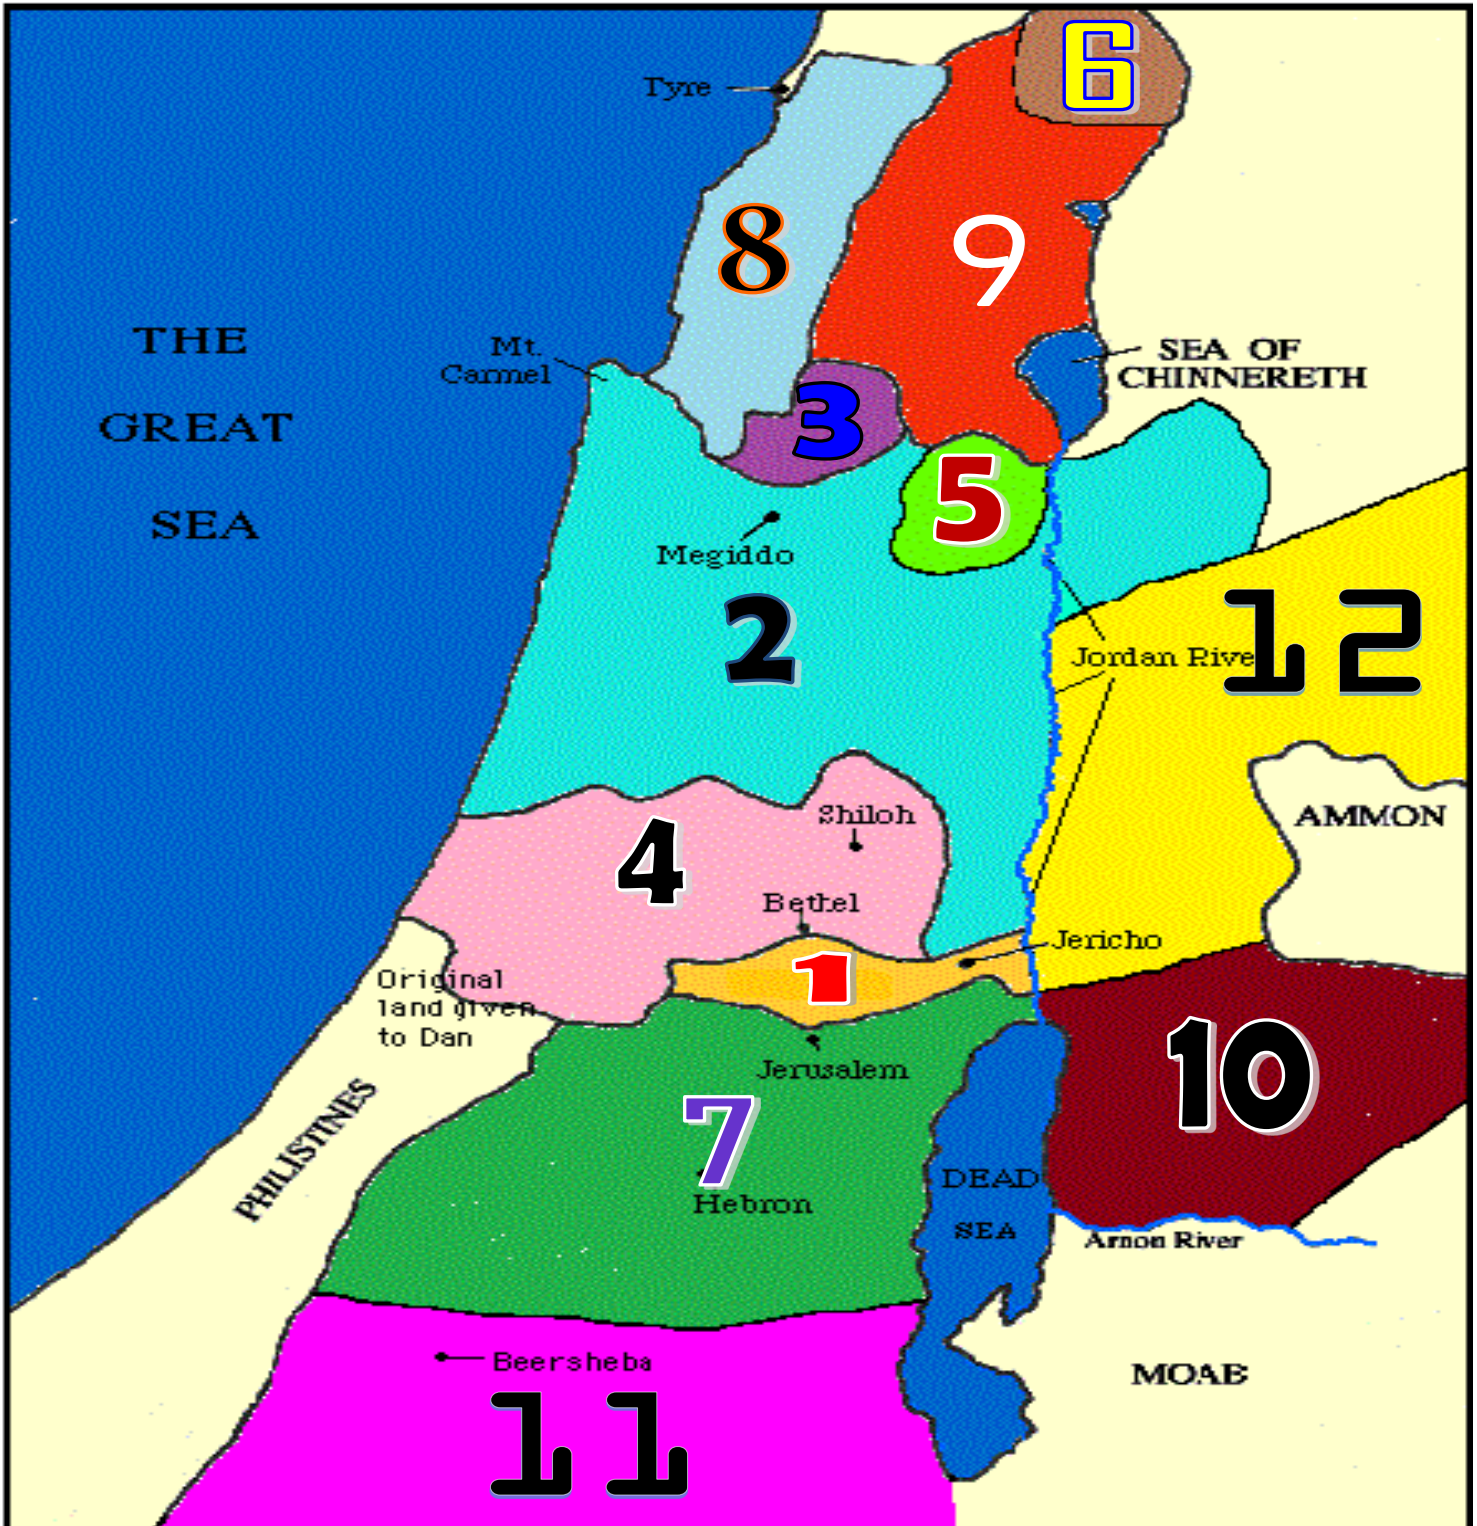 6
Tyre
8
9
THE
GREAT
SEA
Mt.
Carmel
SEA OF
CHINNERETH
3
5
Megiddo
2
12
Jordan Rive
AMMON
Shiloh
4
Bethel
Jericho
1
Original
land given
to Dan
10
Jerusalem
PHILISTINES
7
DEAD
SEA
Hebron
Arnon River
Beersheba
MOAB
11